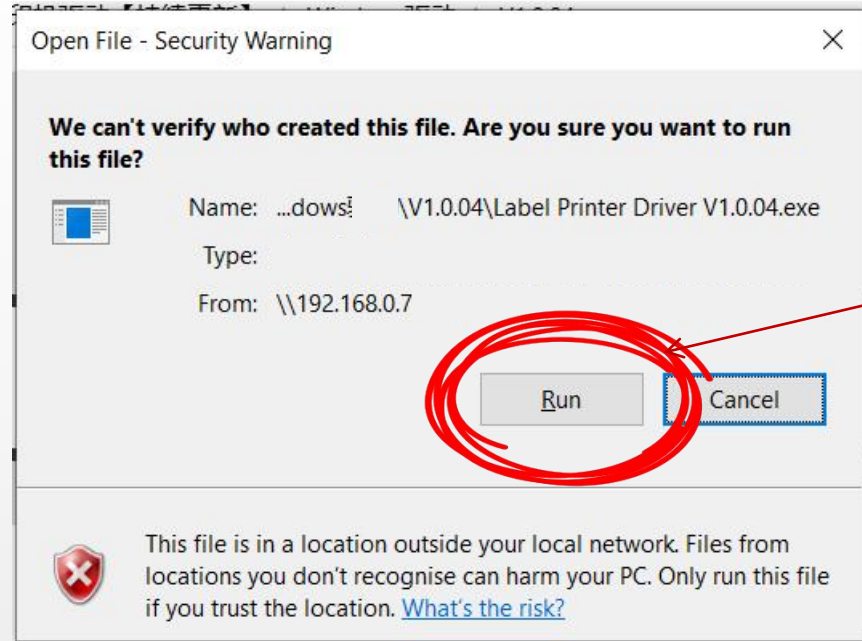 Open File - Security Warning
We can't verify who created this file. Are you sure you want to run
this file?
Name: ...dows \V1.0.04\Label Printer Driver V1.0.04.exe
Type:
From: \\192.168.0.7
Run Cancel
This file is in a location outside your local network. Files from
locations you don't recognise can harm your PC. Only run this file
if you trust the location. What's the risk?